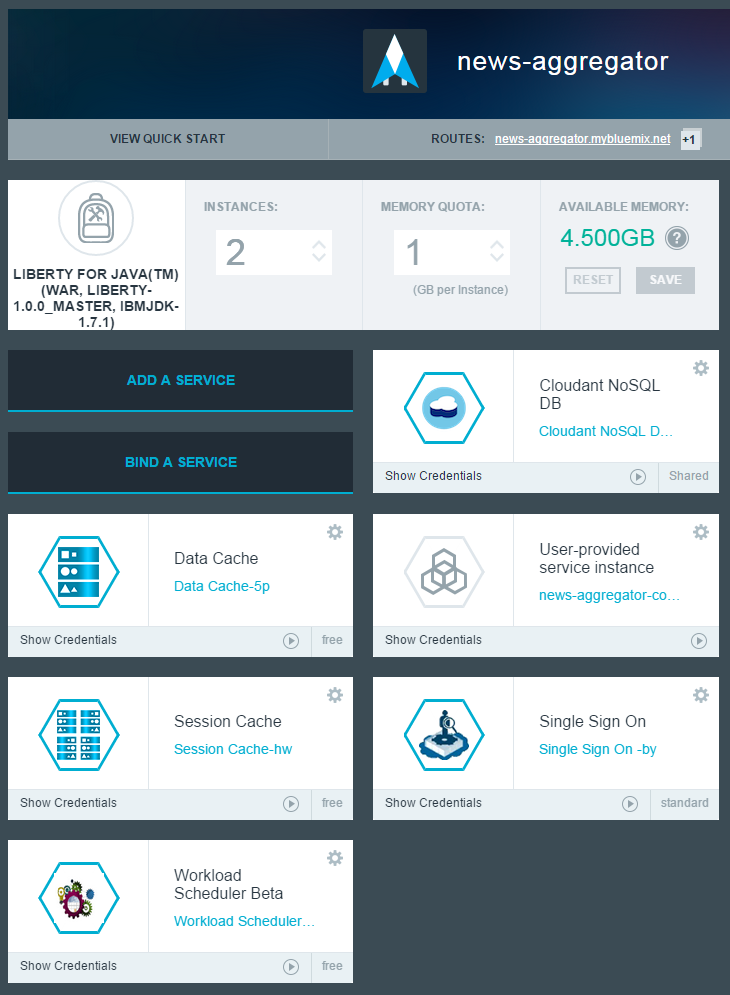 news-aggregator
VIEW QUICK START
ROUTES: news-aggregator.mybluemix.net +1
LIBERTY FOR JAVA(TM)
(WAR, LIBERTY-
1.0.0_MASTER, IBMJDK-
1.7.1)
INSTANCES:
2
MEMORY QUOTA:
1
(GB per Instance)
AVAILABLE MEMORY:
4.500GB ?
RESET
SAVE
ADD A SERVICE
BIND A SERVICE
Cloudant NoSQL
DB
Cloudant NoSQL D...
Show Credentials
Shared
Data Cache
Data Cache-5p
Show Credentials
free
User-provided
service instance
news-aggregator-co...
Show Credentials
Session Cache
Session Cache-hw
Show Credentials
free
Single Sign On
Single Sign On -by
Show Credentials
standard
Workload
Scheduler Beta
Workload Scheduler...
Show Credentials
free